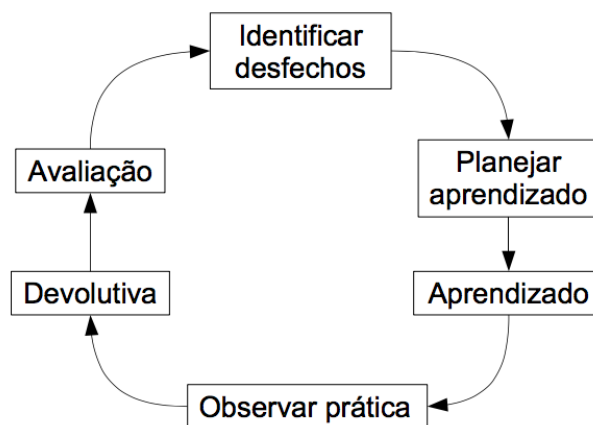 Identificar
desfechos
Planejar
aprendizado
Aprendizado
Observar prática
Devolutiva
Avaliação